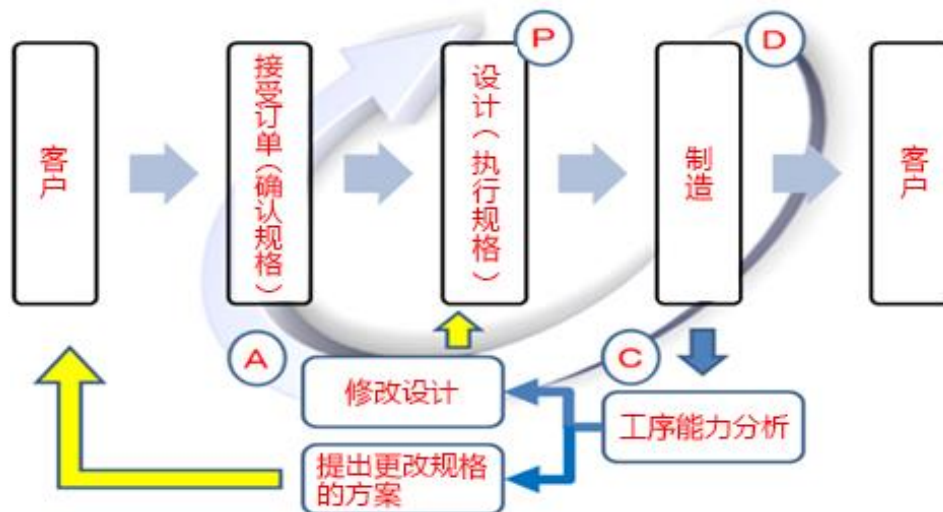 P
D
客户
接受订单（确认规格）
设计（执行规格）
制造
客户
A
C
修改设计
工序能力分析
提出更改规格
的方案